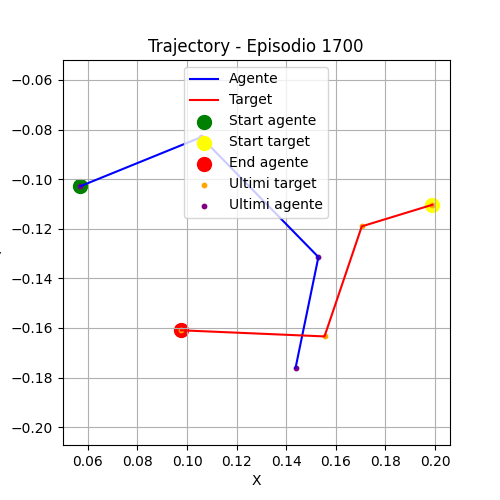 Trajectory - Episodio 1700
Agente
Target
Start agente
Start target
End agente
Ultimi target
Ultimi agente
−0.06
−0.08
−0.10
−0.12
−0.14
−0.16
−0.18
−0.20
0.06 0.08 0.10 0.12 0.14 0.16 0.18 0.20
X